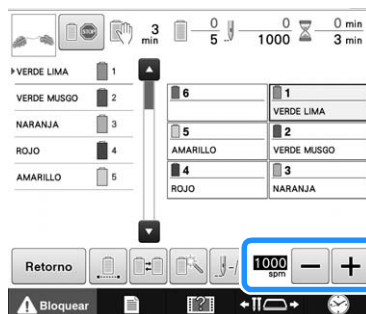 3 min
0 5
0 1000
0 min 3 min
VERDE LIMA 1
VERDE MUSGO 2
NARANJA 3
ROJO 4
AMARILLO 5
6
1 VERDE LIMA
5 AMARILLO
2 VERDE MUSGO
4 ROJO
3 NARANJA
Retorno
1000 spm
Bloquear